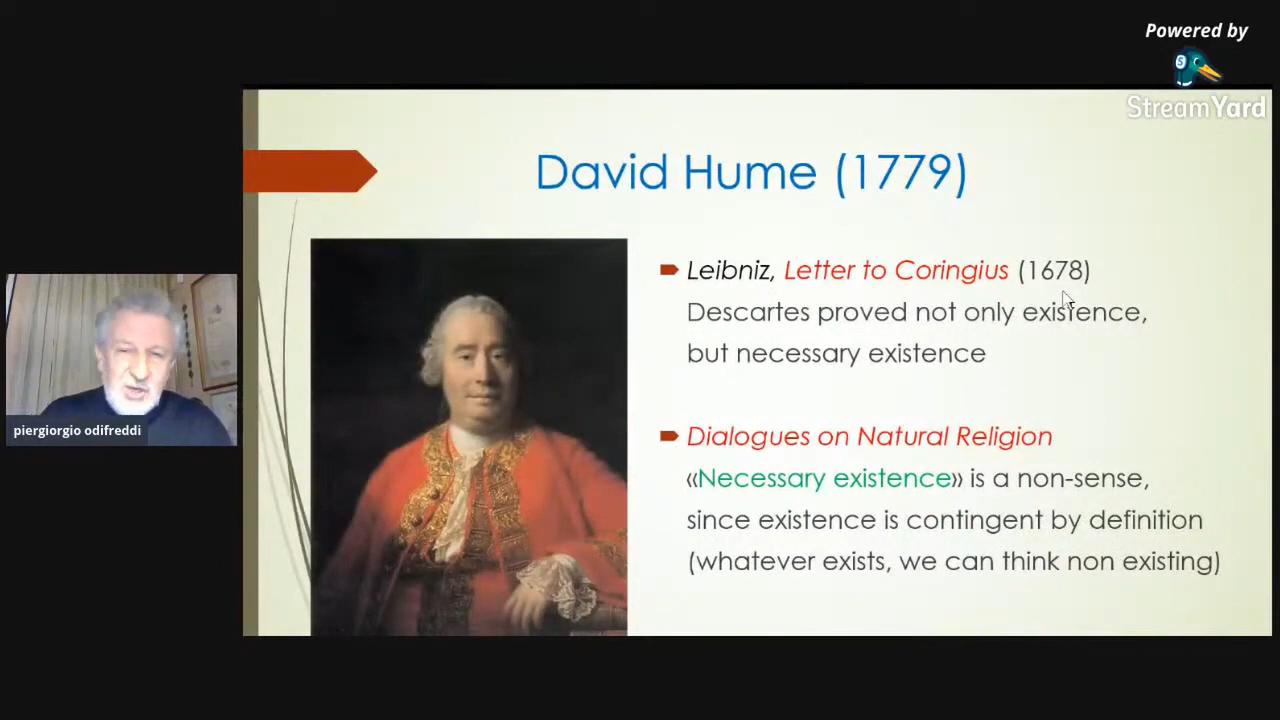 Powered by
StreamYard
David Hume (1779)
Leibniz, Letter to Coringius (1678)
Descartes proved not only existence,
but necessary existence
Dialogues on Natural Religion
«Necessary existence» is a non-sense,
since existence is contingent by definition
(whatever exists, we can think non existing)
piergiorgio odifreddi